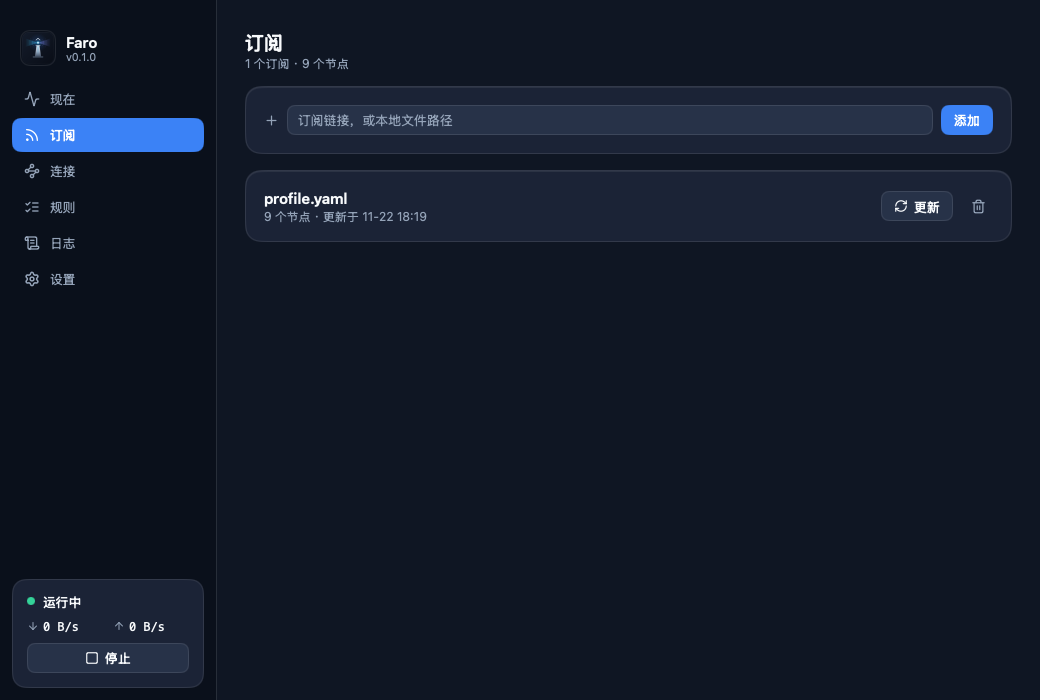 Faro
v0.1.0
现在
订阅
连接
规则
日志
设置
运行中
↓ 0 B/s ↑ 0 B/s
停止
订阅
1 个订阅 · 9 个节点
订阅链接，或本地文件路径
添加
profile.yaml
9 个节点 · 更新于 11-22 18:19
更新